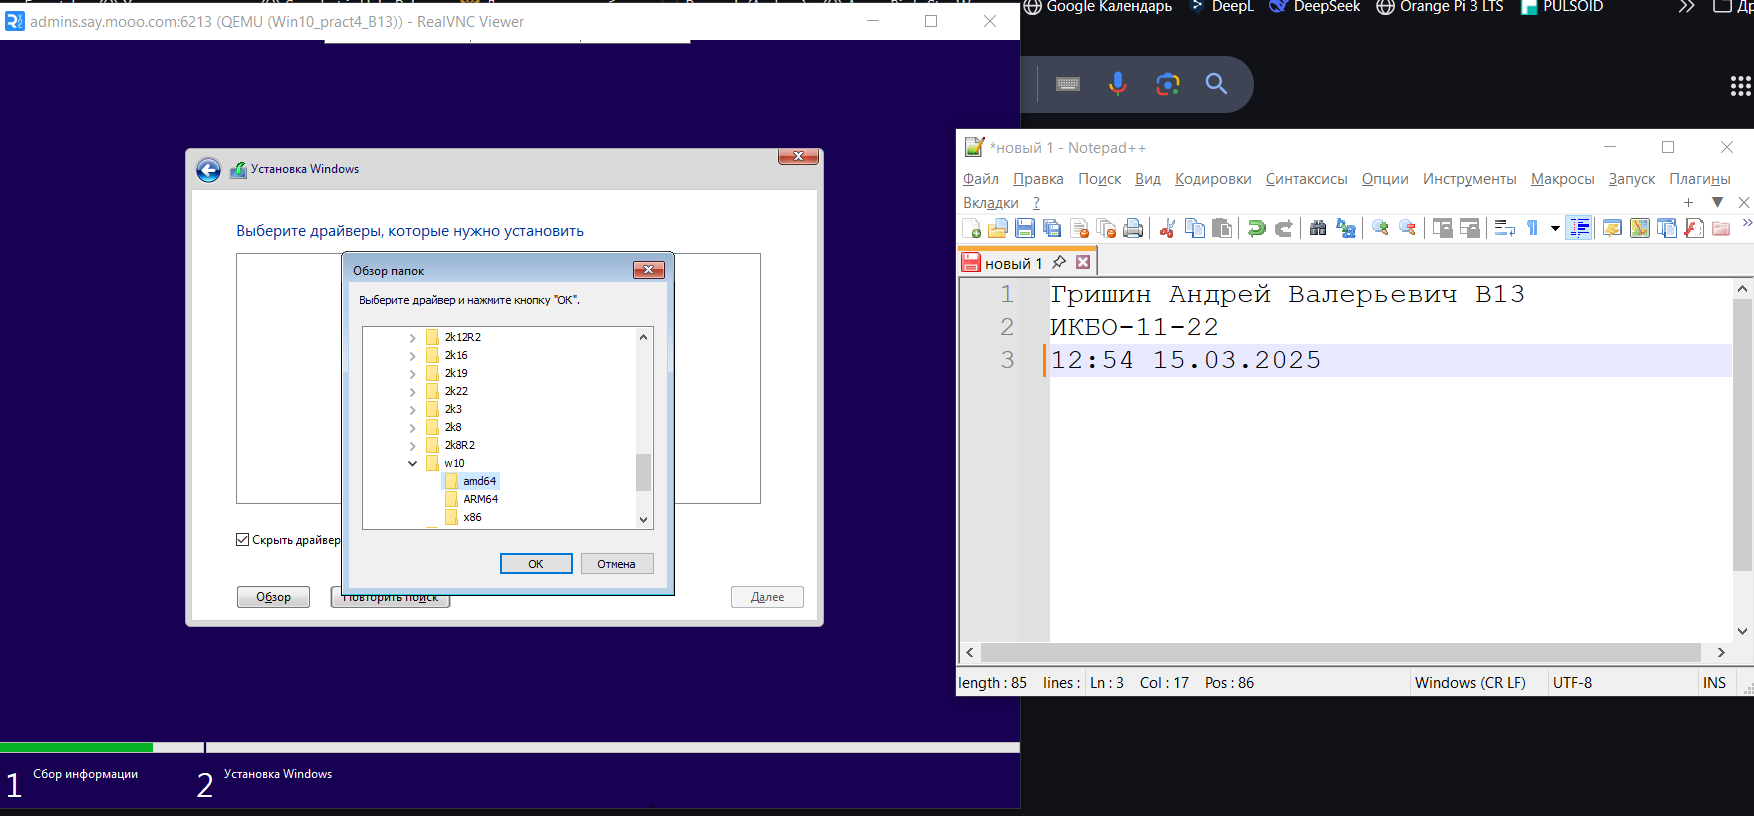 admins.say.mooo.com:6213 (QEMU (Win10_pract4_B13)) - RealVNC Viewer
Google Календарь
DeepL
DeepSeek
Orange Pi 3 LTS
PULSOID
Установка Windows
Выберите драйверы, которые нужно установить
Обзор папок
Выберите драйвер и нажмите кнопку "ОК".
2k12R2
2k16
2k19
2k22
2k3
2k8
2k8R2
w10
amd64
ARM64
x86
Скрыть драйвер
ОК
Отмена
Обзор
Повторить поиск
Далее
1 Сбор информации
2 Установка Windows
*новый 1 - Notepad++
Файл Правка Поиск Вид Кодировки Синтаксисы Опции Инструменты Макросы Запуск Плагины
Вкладки ?
новый 1
1 Гришин Андрей Валерьевич В13
2 ИКБО-11-22
3 12:54 15.03.2025
length : 85 lines : Ln : 3 Col : 17 Pos : 86 Windows (CR LF) UTF-8 INS